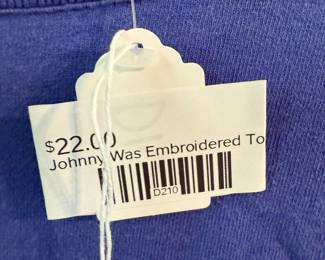 $22.00
Johnny Was Embroidered To
D210